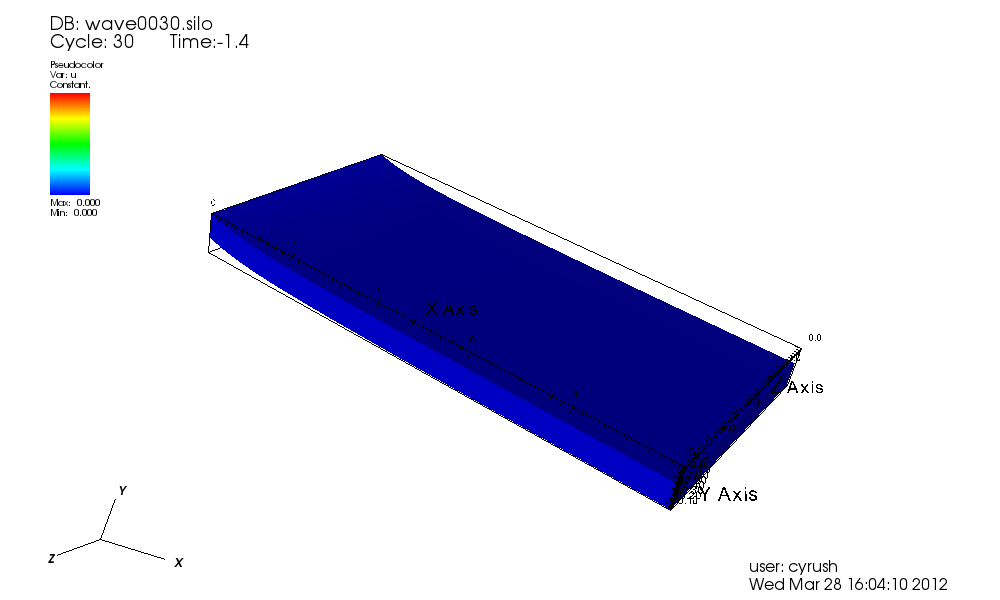 DB: wave0030.silo
Cycle: 30 Time:-1.4
Pseudocolor
Var: u
Constant.
Max: 0.000
Min: 0.000
0
X Axis
0.0
Axis
Y Axis
Y
Z
X
user: cyrush
Wed Mar 28 16:04:10 2012